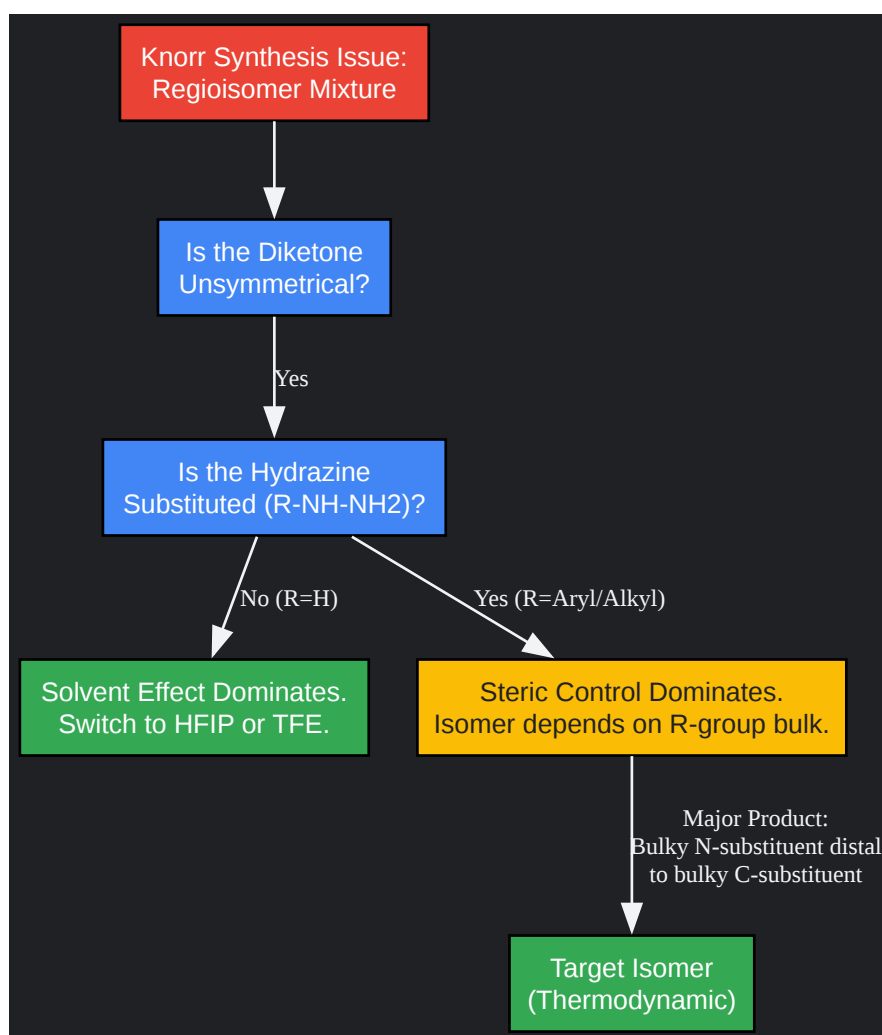 Knorr Synthesis Issue:
Regioisomer Mixture
Is the Diketone
Unsymmetrical?
Yes
Is the Hydrazine
Substituted (R-NH-NH2)?
No (R=H)
Yes (R=Aryl/Alkyl)
Solvent Effect Dominates.
Switch to HFIP or TFE.
Steric Control Dominates.
Isomer depends on R-group bulk.
Major Product:
Bulky N-substituent distal
to bulky C-substituent
Target Isomer
(Thermodynamic)